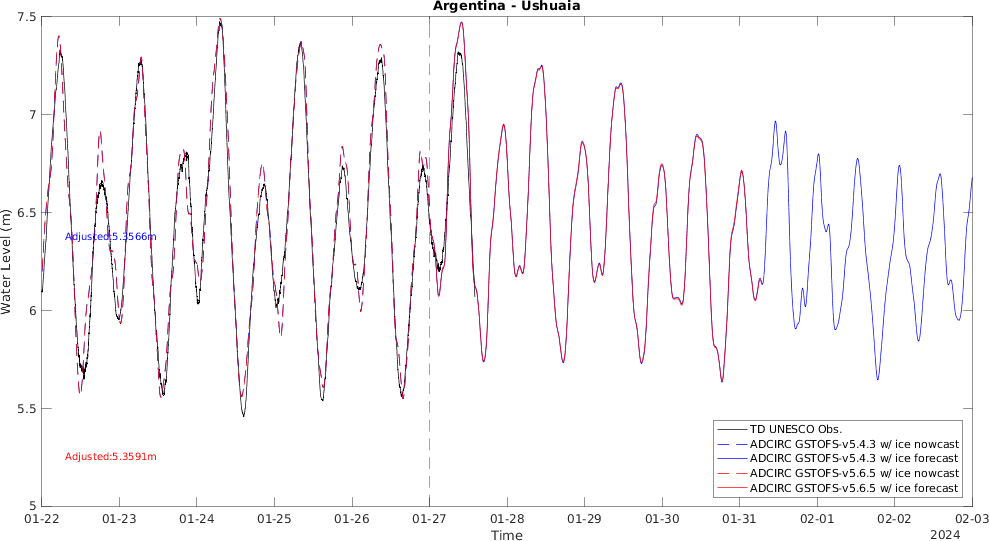 Argentina - Ushuaia
7.5
7
6.5
6
5.5
5
Water Level (m)
Adjusted:5.3566m
Adjusted:5.3591m
TD UNESCO Obs.
ADCIRC GSTOFS-v5.4.3 w/ ice nowcast
ADCIRC GSTOFS-v5.4.3 w/ ice forecast
ADCIRC GSTOFS-v5.6.5 w/ ice nowcast
ADCIRC GSTOFS-v5.6.5 w/ ice forecast
01-22 01-23 01-24 01-25 01-26 01-27 01-28 01-29 01-30 01-31 02-01 02-02 02-03
Time
2024